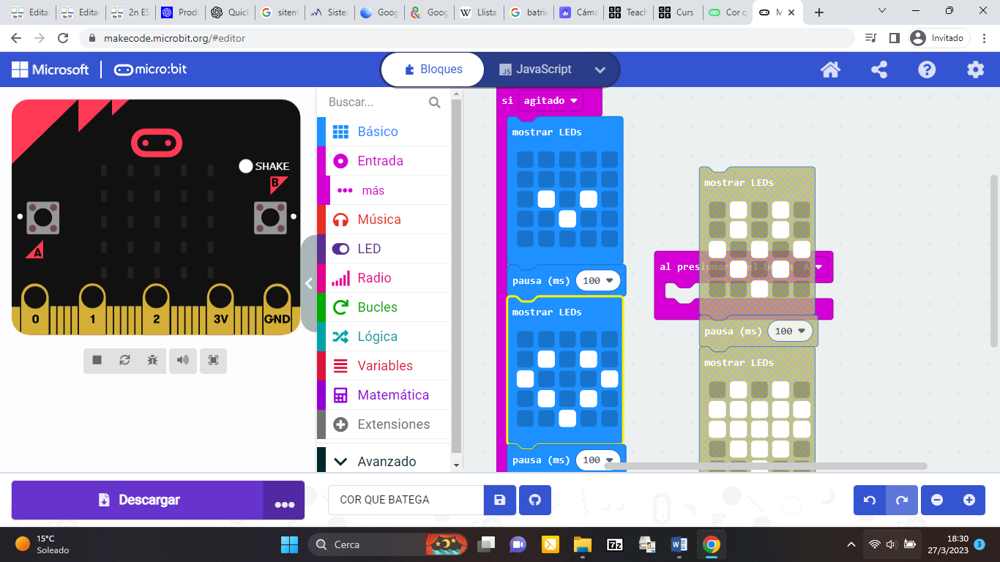 Edita
Edita
2n ES
Produ
Quick
sitem
Sister
Goog
Goog
Llista
batria
Cáma
Teach
Curs
Cor q
M
makecode.microbit.org/#editor
Invitado
Microsoft
micro:bit
Bloques
JS
JavaScript
SHAKE
B
A
0
1
2
3V
GND
Buscar...
Básico
Entrada
más
Música
LED
Radio
Bucles
Lógica
Variables
Matemática
Extensiones
Avanzado
si agitado
mostrar LEDs
pausa (ms) 100
mostrar LEDs
pausa (ms) 100
mostrar LEDs
al presionar
pausa (ms) 100
mostrar LEDs
Descargar
COR QUE BATEGA
15°C
Soleado
Cerca
7z
18:30
27/3/2023
3